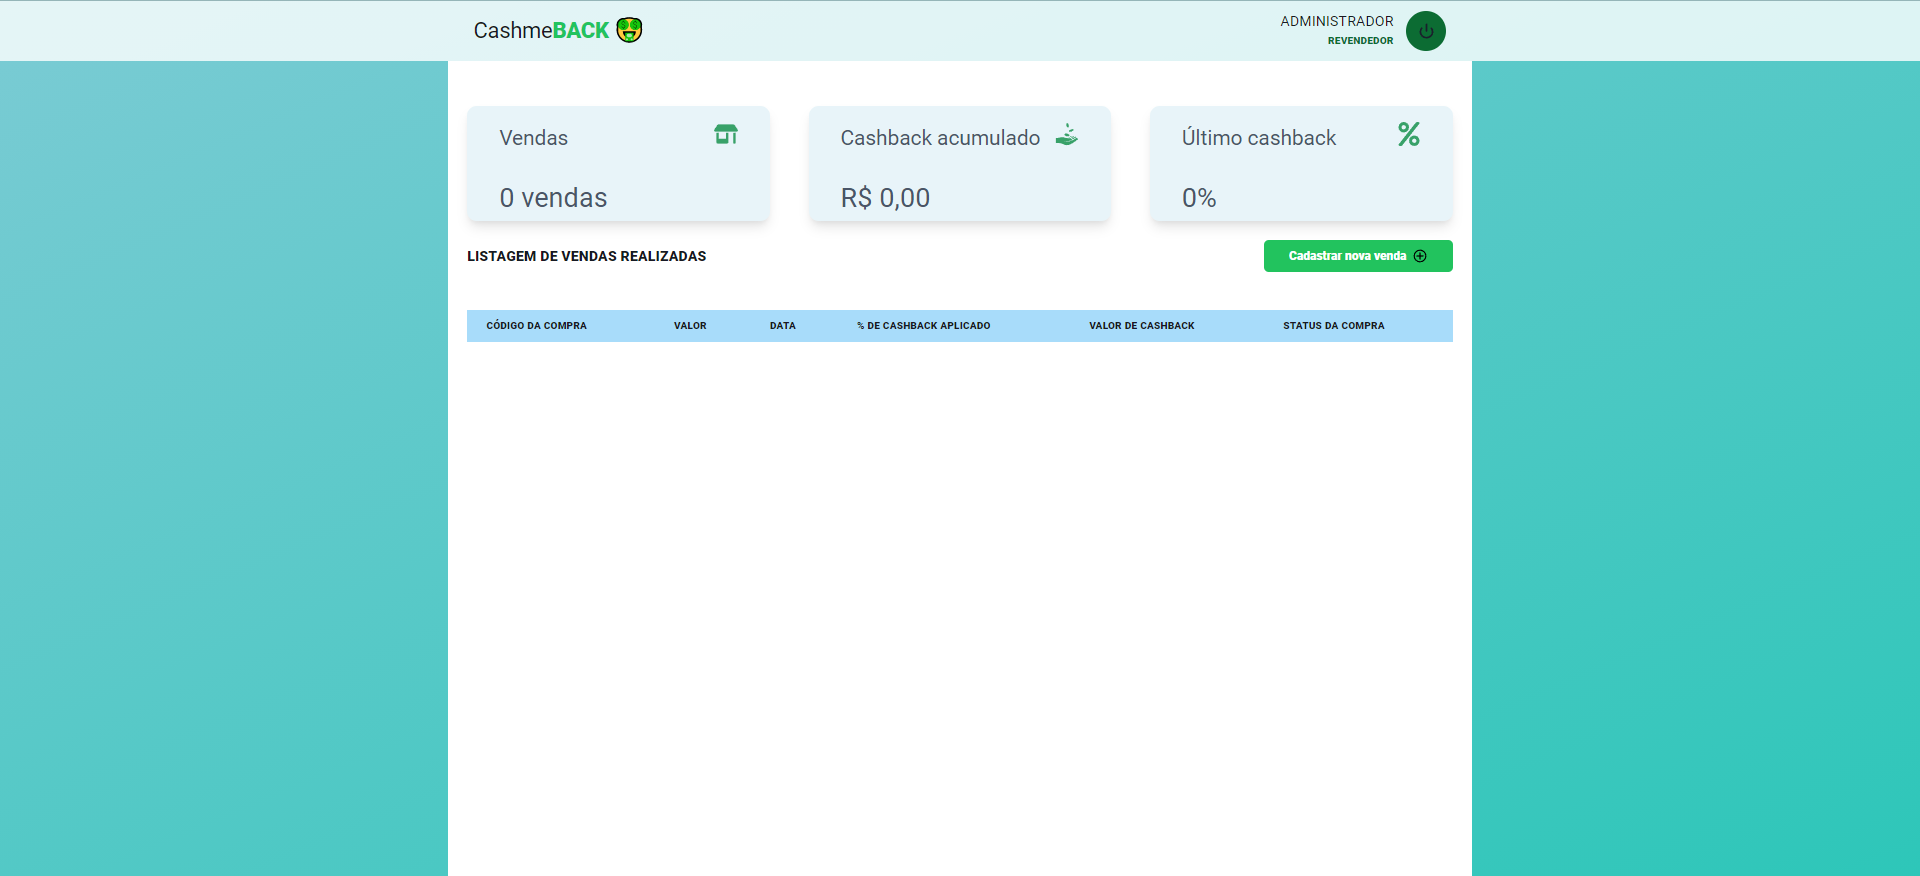 CashmeBACK
ADMINISTRADOR
REVENDEDOR
Vendas
0 vendas
Cashback acumulado
R$ 0,00
Último cashback
0%
LISTAGEM DE VENDAS REALIZADAS
Cadastrar nova venda
CÓDIGO DA COMPRA VALOR DATA % DE CASHBACK APLICADO VALOR DE CASHBACK STATUS DA COMPRA